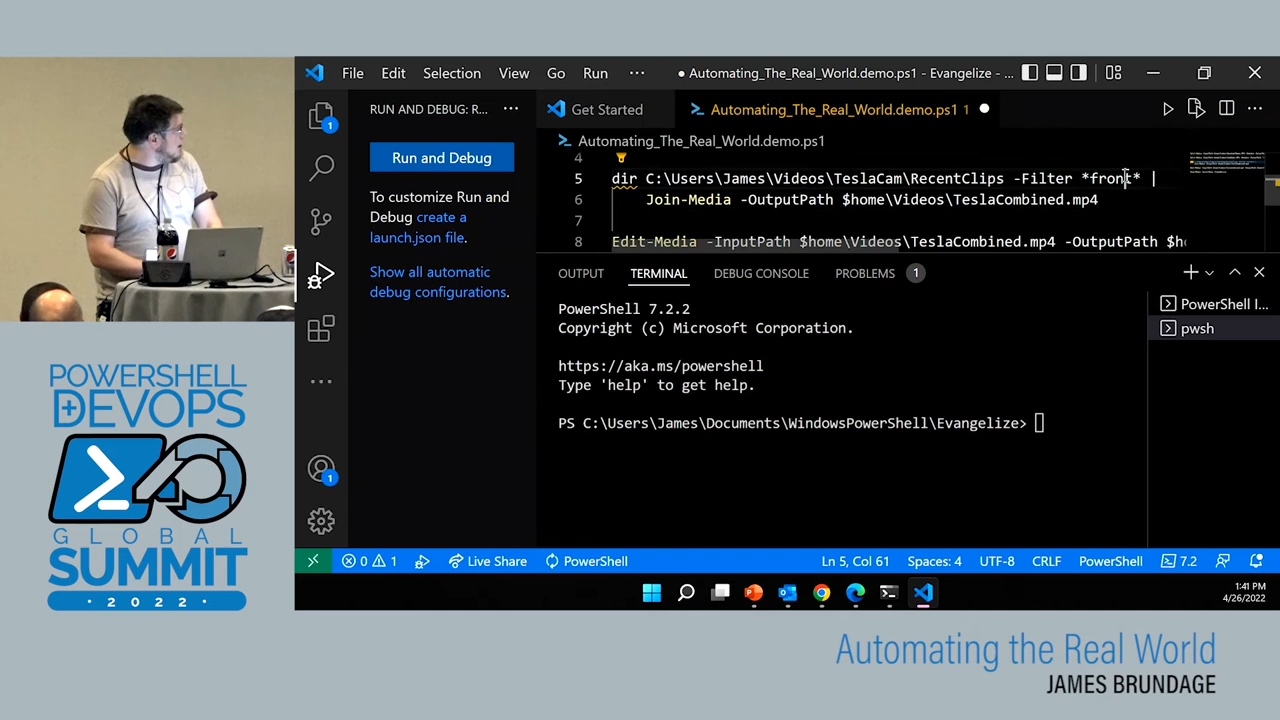 File Edit Selection View Go Run ··· ● Automating_The_Real_World.demo.ps1 - Evangelize - ...
RUN AND DEBUG: R... ···
Get Started
Automating_The_Real_World.demo.ps1 1
1
Run and Debug
To customize Run and
Debug create a
launch.json file.
Show all automatic
debug configurations.
1
Automating_The_Real_World.demo.ps1
4
5 dir C:\Users\James\Videos\TeslaCam\RecentClips -Filter *front* |
6 Join-Media -OutputPath $home\Videos\TeslaCombined.mp4
7
8 Edit-Media -InputPath $home\Videos\TeslaCombined.mp4 -OutputPath $h
OUTPUT TERMINAL DEBUG CONSOLE PROBLEMS 1
PowerShell 7.2.2
Copyright (c) Microsoft Corporation.
https://aka.ms/powershell
Type 'help' to get help.
PS C:\Users\James\Documents\WindowsPowerShell\Evangelize>
PowerShell I...
pwsh
0 1 Live Share PowerShell Ln 5, Col 61 Spaces: 4 UTF-8 CRLF PowerShell 7.2
1:41 PM
4/26/2022
POWERSHELL
+DEVOPS
GLOBAL
SUMMIT
· 2 0 2 2 ·
Automating the Real World
JAMES BRUNDAGE